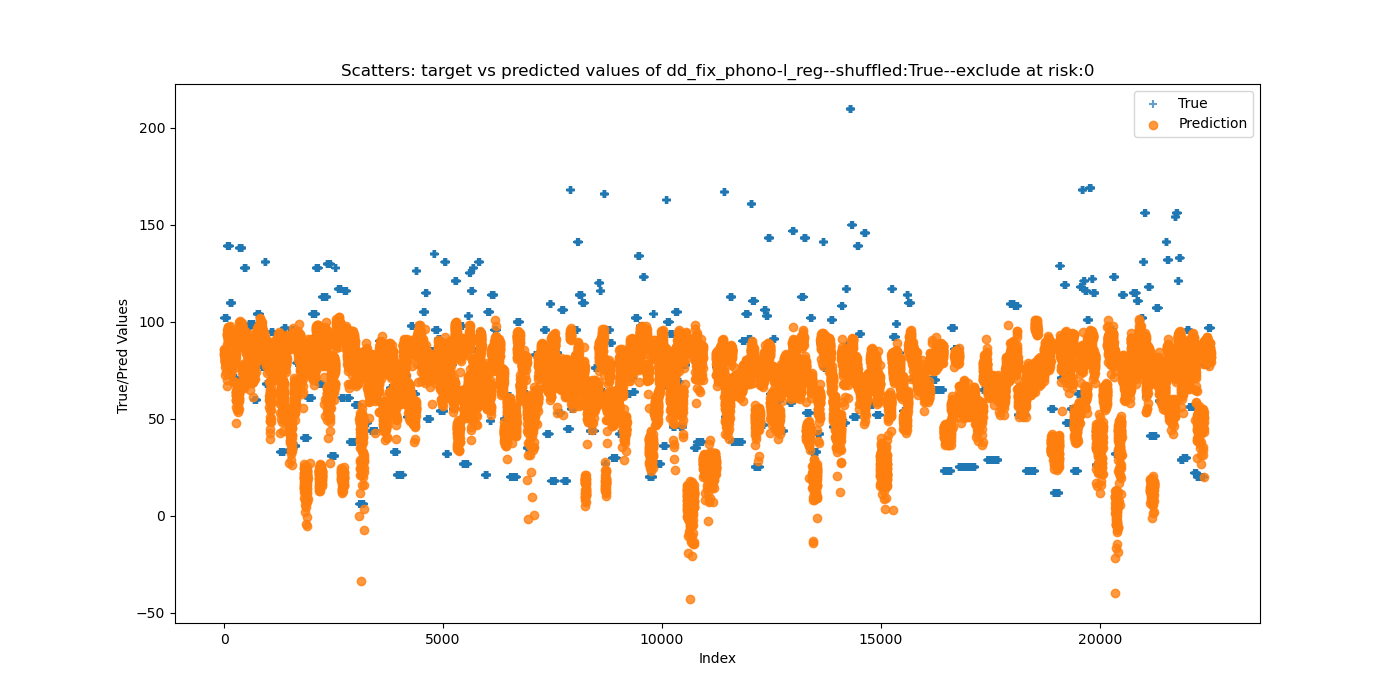 Scatters: target vs predicted values of dd_fix_phono-l_reg--shuffled:True--exclude at risk:0
True
Prediction
True/Pred Values
200
150
100
50
0
−50
0
5000
10000
15000
20000
Index